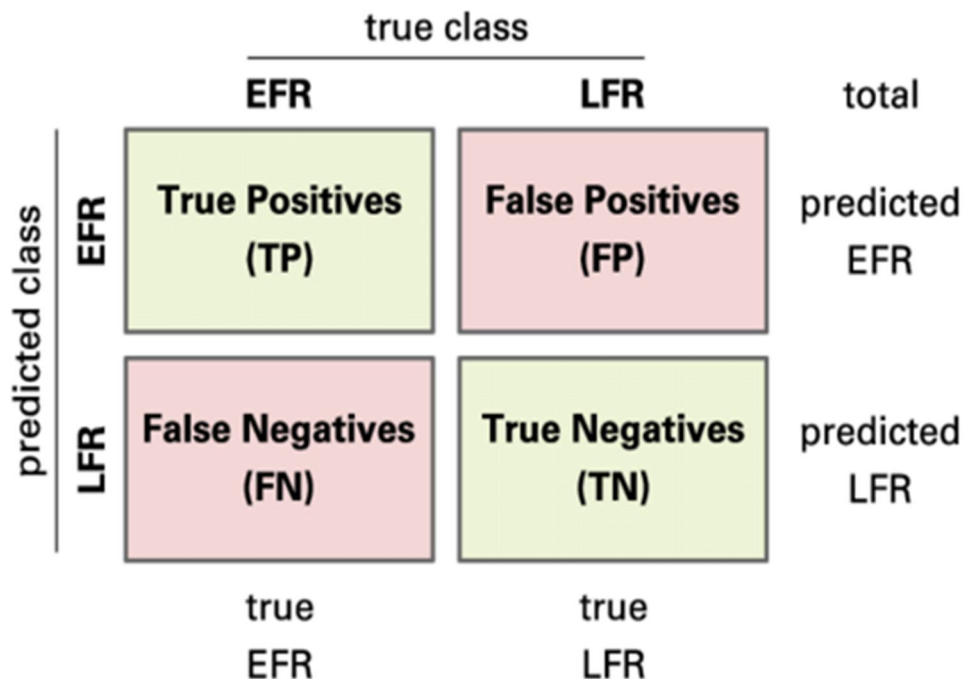 true class
EFR LFR total
predicted class
EFR
True Positives
(TP)
False Positives
(FP)
predicted
EFR
LFR
False Negatives
(FN)
True Negatives
(TN)
predicted
LFR
true
EFR
true
LFR